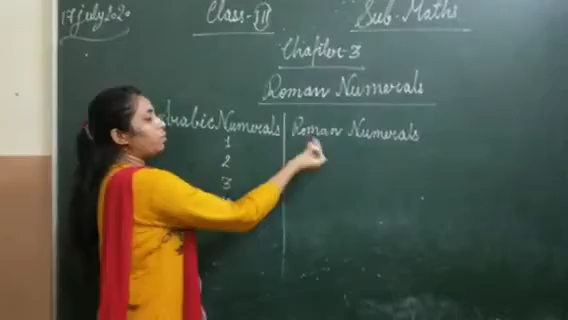 17 July 2020 Class-III Sub. Maths
Chapter-3
Roman Numerals
Arabic Numerals Roman Numerals
1
2
3